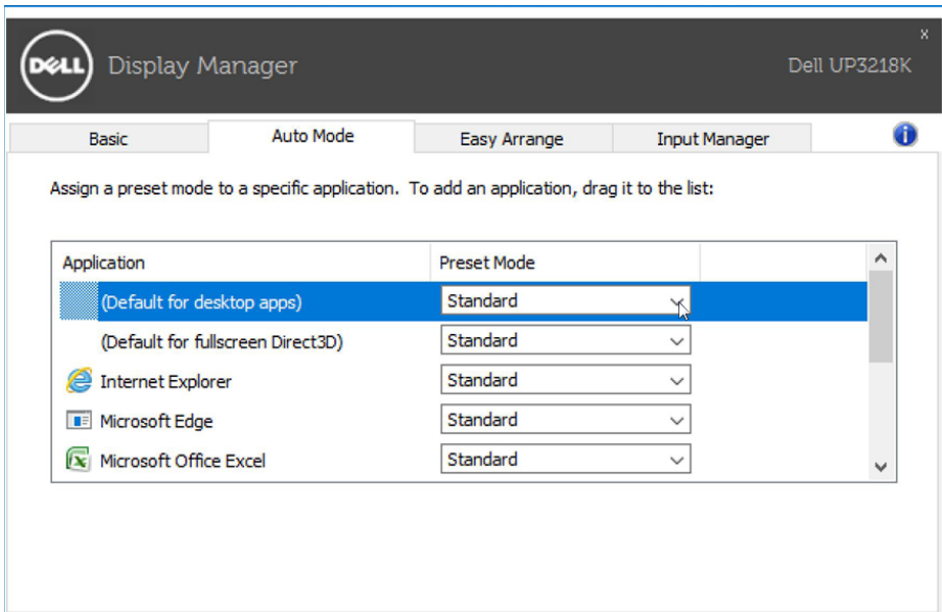 x
DELL Display Manager Dell UP3218K
Basic Auto Mode Easy Arrange Input Manager i
Assign a preset mode to a specific application. To add an application, drag it to the list:
Application Preset Mode
(Default for desktop apps) Standard
(Default for fullscreen Direct3D) Standard
Internet Explorer Standard
Microsoft Edge Standard
Microsoft Office Excel Standard